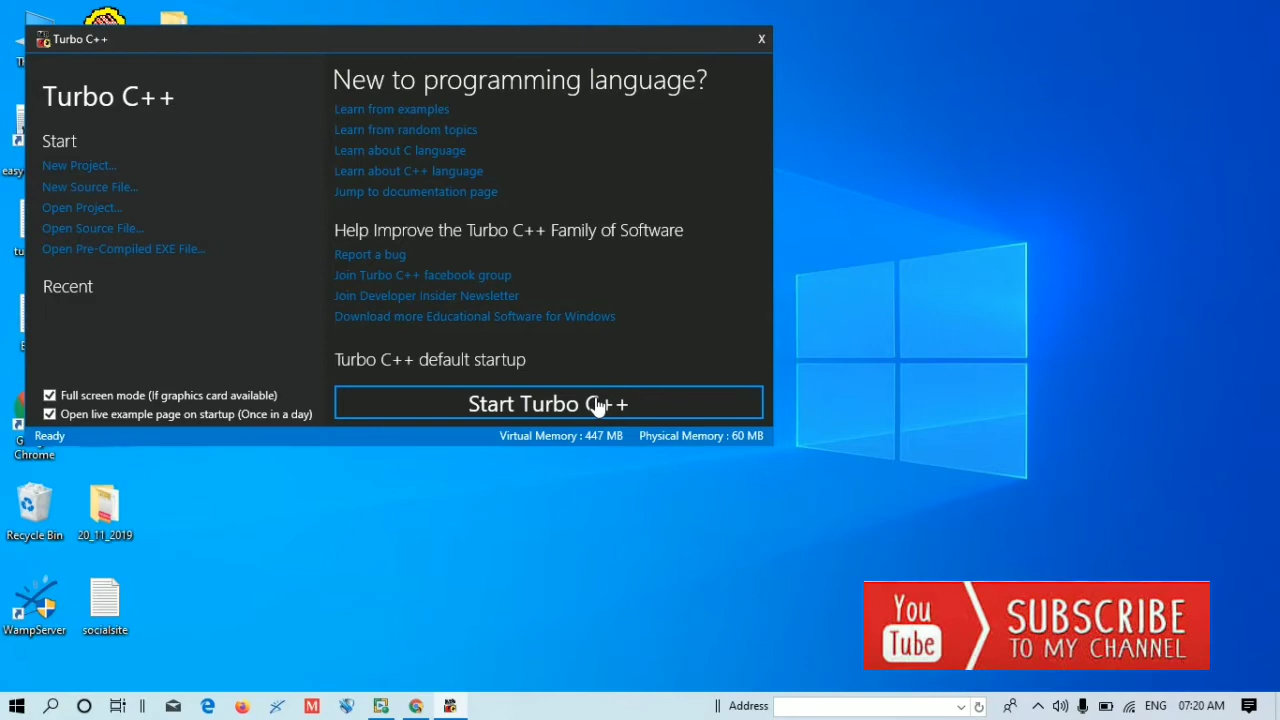 Turbo C++
X
Turbo C++
Start
New Project...
New Source File...
Open Project...
Open Source File...
Open Pre-Compiled EXE File...
Recent
Full screen mode (If graphics card available)
Open live example page on startup (Once in a day)
New to programming language?
Learn from examples
Learn from random topics
Learn about C language
Learn about C++ language
Jump to documentation page
Help Improve the Turbo C++ Family of Software
Report a bug
Join Turbo C++ facebook group
Join Developer Insider Newsletter
Download more Educational Software for Windows
Turbo C++ default startup
Start Turbo C++
Ready
Virtual Memory : 447 MB
Physical Memory : 60 MB
easy
tu
Chrome
Recycle Bin
20_11_2019
WampServer
socialsite
You
Tube
SUBSCRIBE
TO MY CHANNEL
Address
ENG
07:20 AM